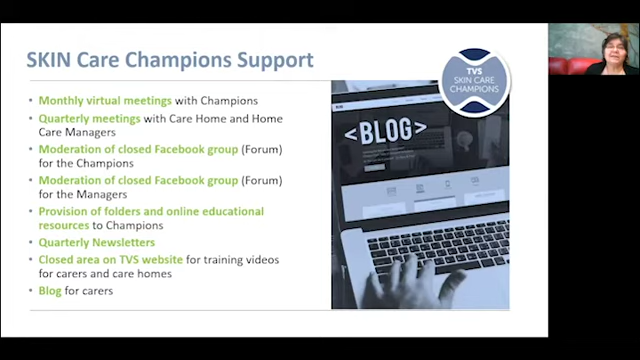 SKIN Care Champions Support
TVS
SKIN CARE
CHAMPIONS
• Monthly virtual meetings with Champions
• Quarterly meetings with Care Home and Home
Care Managers
• Moderation of closed Facebook group (Forum)
for the Champions
• Moderation of closed Facebook group (Forum)
for the Managers
• Provision of folders and online educational
resources to Champions
• Quarterly Newsletters
• Closed area on TVS website for training videos
for carers and care homes
• Blog for carers
<BLOG>